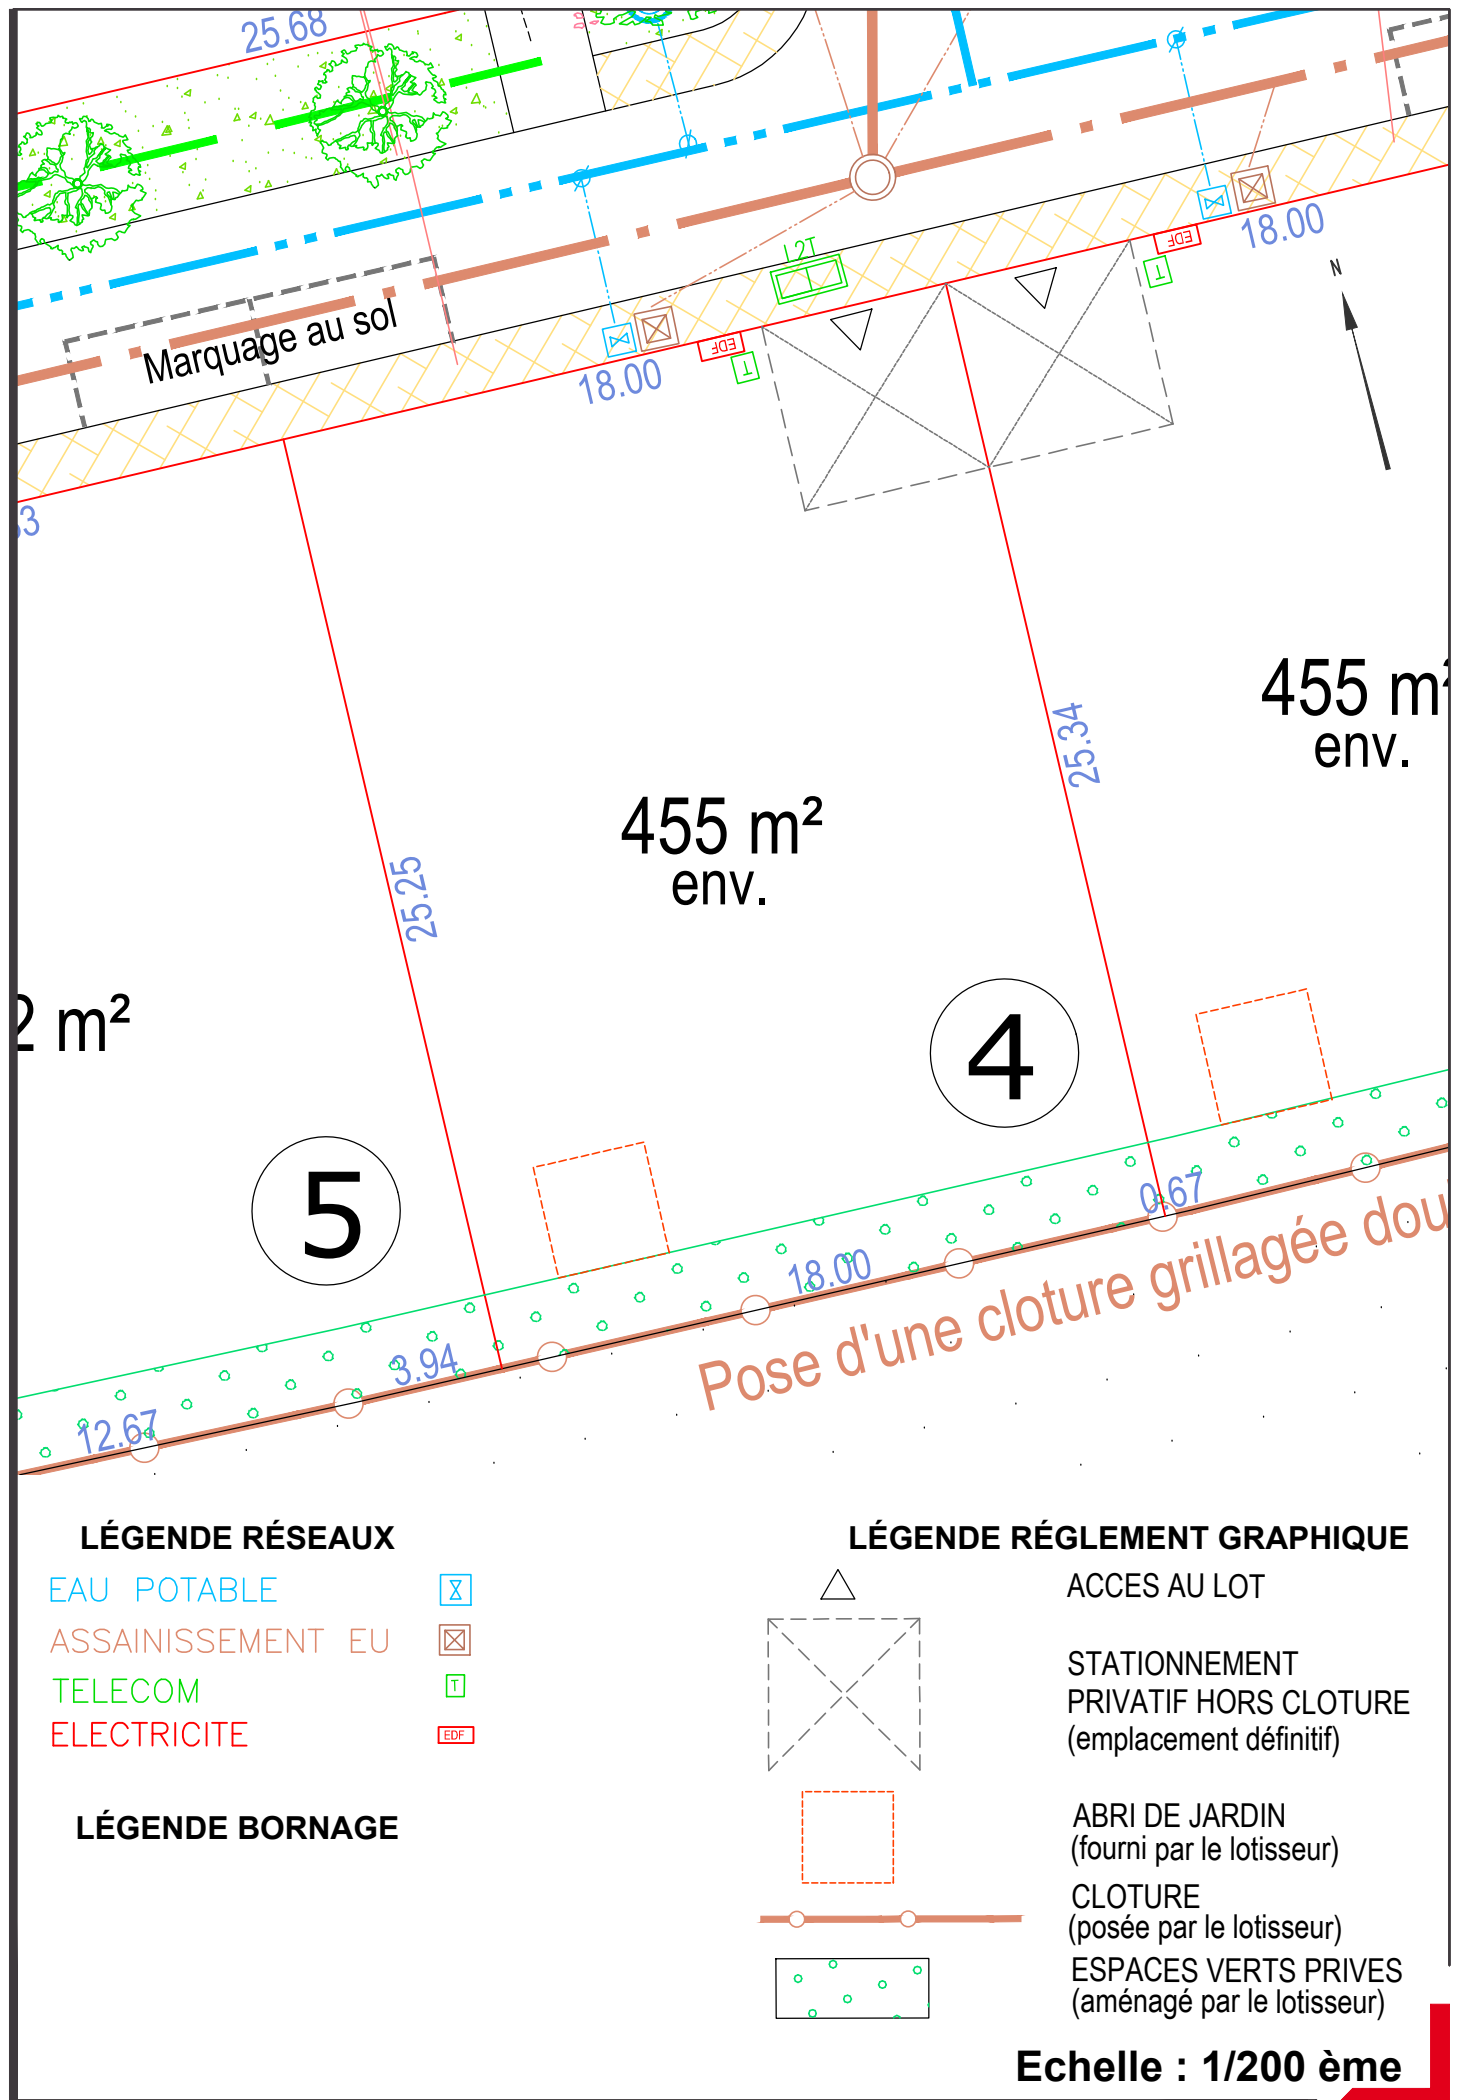 25.68
L2T
EDF
T
18.00
N
Marquage au sol
EDF
T
18.00
455 m²
env.
25.34
455 m²
env.
25.25
2 m²
4
5
0.67
18.00
3.94
12.67
Pose d'une cloture grillagée dou
LÉGENDE RÉSEAUX
EAU POTABLE
ASSAINISSEMENT EU
TELECOM
T
ELECTRICITE
EDF
LÉGENDE BORNAGE
LÉGENDE RÉGLEMENT GRAPHIQUE
ACCES AU LOT
STATIONNEMENT
PRIVATIF HORS CLOTURE
(emplacement définitif)
ABRI DE JARDIN
(fourni par le lotisseur)
CLOTURE
(posée par le lotisseur)
ESPACES VERTS PRIVES
(aménagé par le lotisseur)
Echelle : 1/200 ème